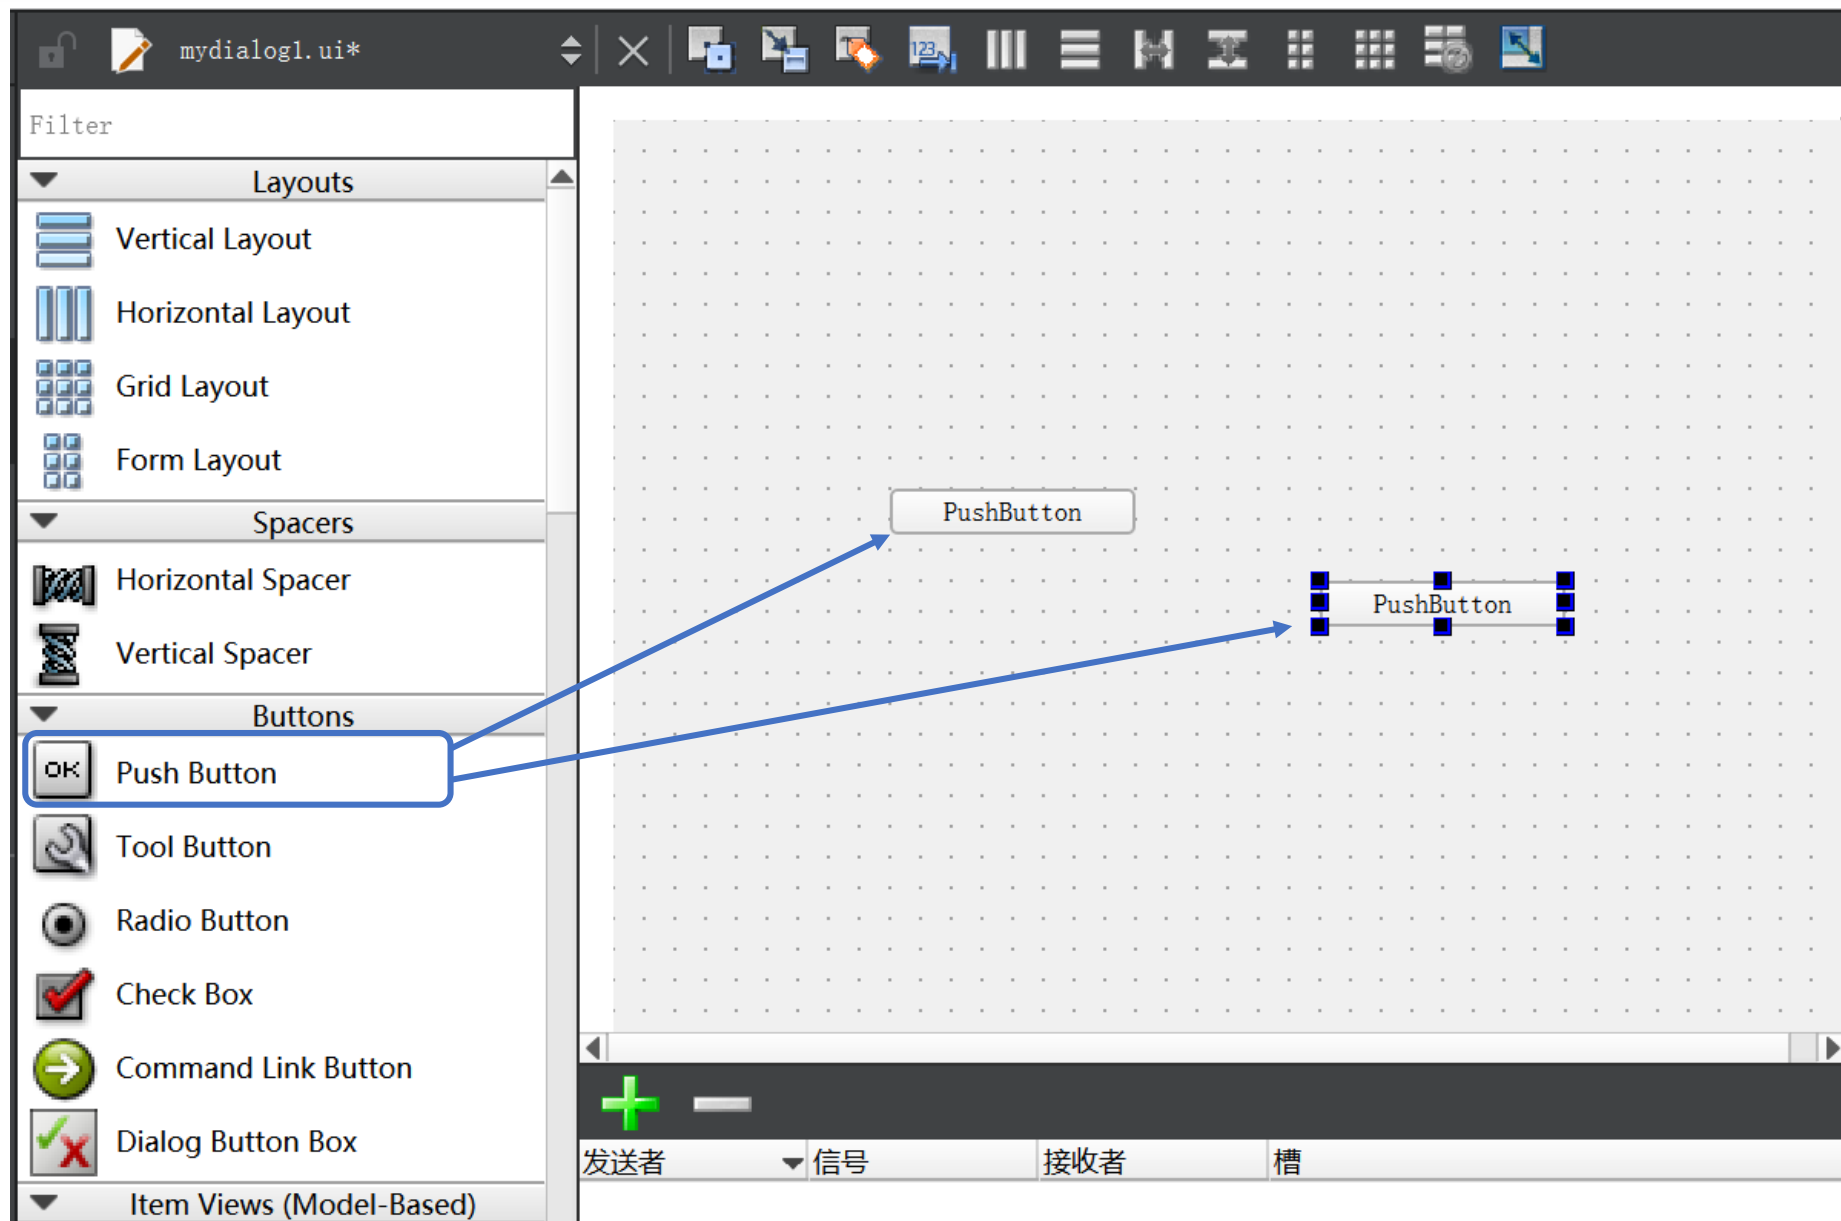 mydialog1.ui*
Filter
Layouts
Vertical Layout
Horizontal Layout
Grid Layout
Form Layout
Spacers
Horizontal Spacer
Vertical Spacer
Buttons
OK Push Button
Tool Button
Radio Button
Check Box
Command Link Button
Dialog Button Box
Item Views (Model-Based)
123
PushButton
PushButton
发送者 信号 接收者 槽